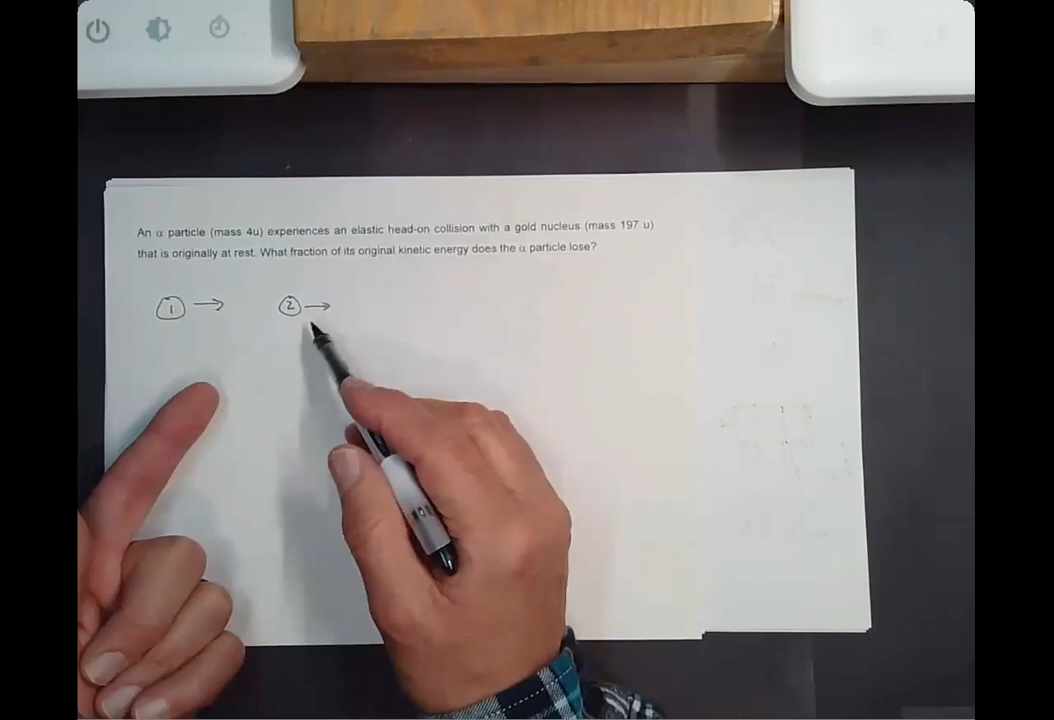 An α particle (mass 4u) experiences an elastic head-on collision with a gold nucleus (mass 197 u)
that is originally at rest. What fraction of its original kinetic energy does the α particle lose?
1 → 2 →